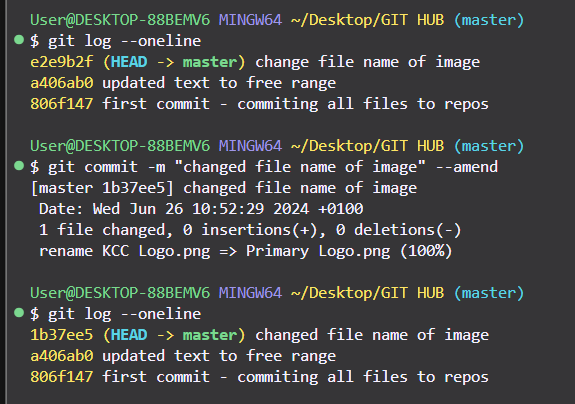 User@DESKTOP-88BEMV6 MINGW64 ~/Desktop/GIT HUB (master)
$ git log --oneline
e2e9b2f (HEAD -> master) change file name of image
a406ab0 updated text to free range
806f147 first commit - commiting all files to repos
User@DESKTOP-88BEMV6 MINGW64 ~/Desktop/GIT HUB (master)
$ git commit -m "changed file name of image" --amend
[master 1b37ee5] changed file name of image
Date: Wed Jun 26 10:52:29 2024 +0100
1 file changed, 0 insertions(+), 0 deletions(-)
rename KCC Logo.png => Primary Logo.png (100%)
User@DESKTOP-88BEMV6 MINGW64 ~/Desktop/GIT HUB (master)
$ git log --oneline
1b37ee5 (HEAD -> master) changed file name of image
a406ab0 updated text to free range
806f147 first commit - commiting all files to repos